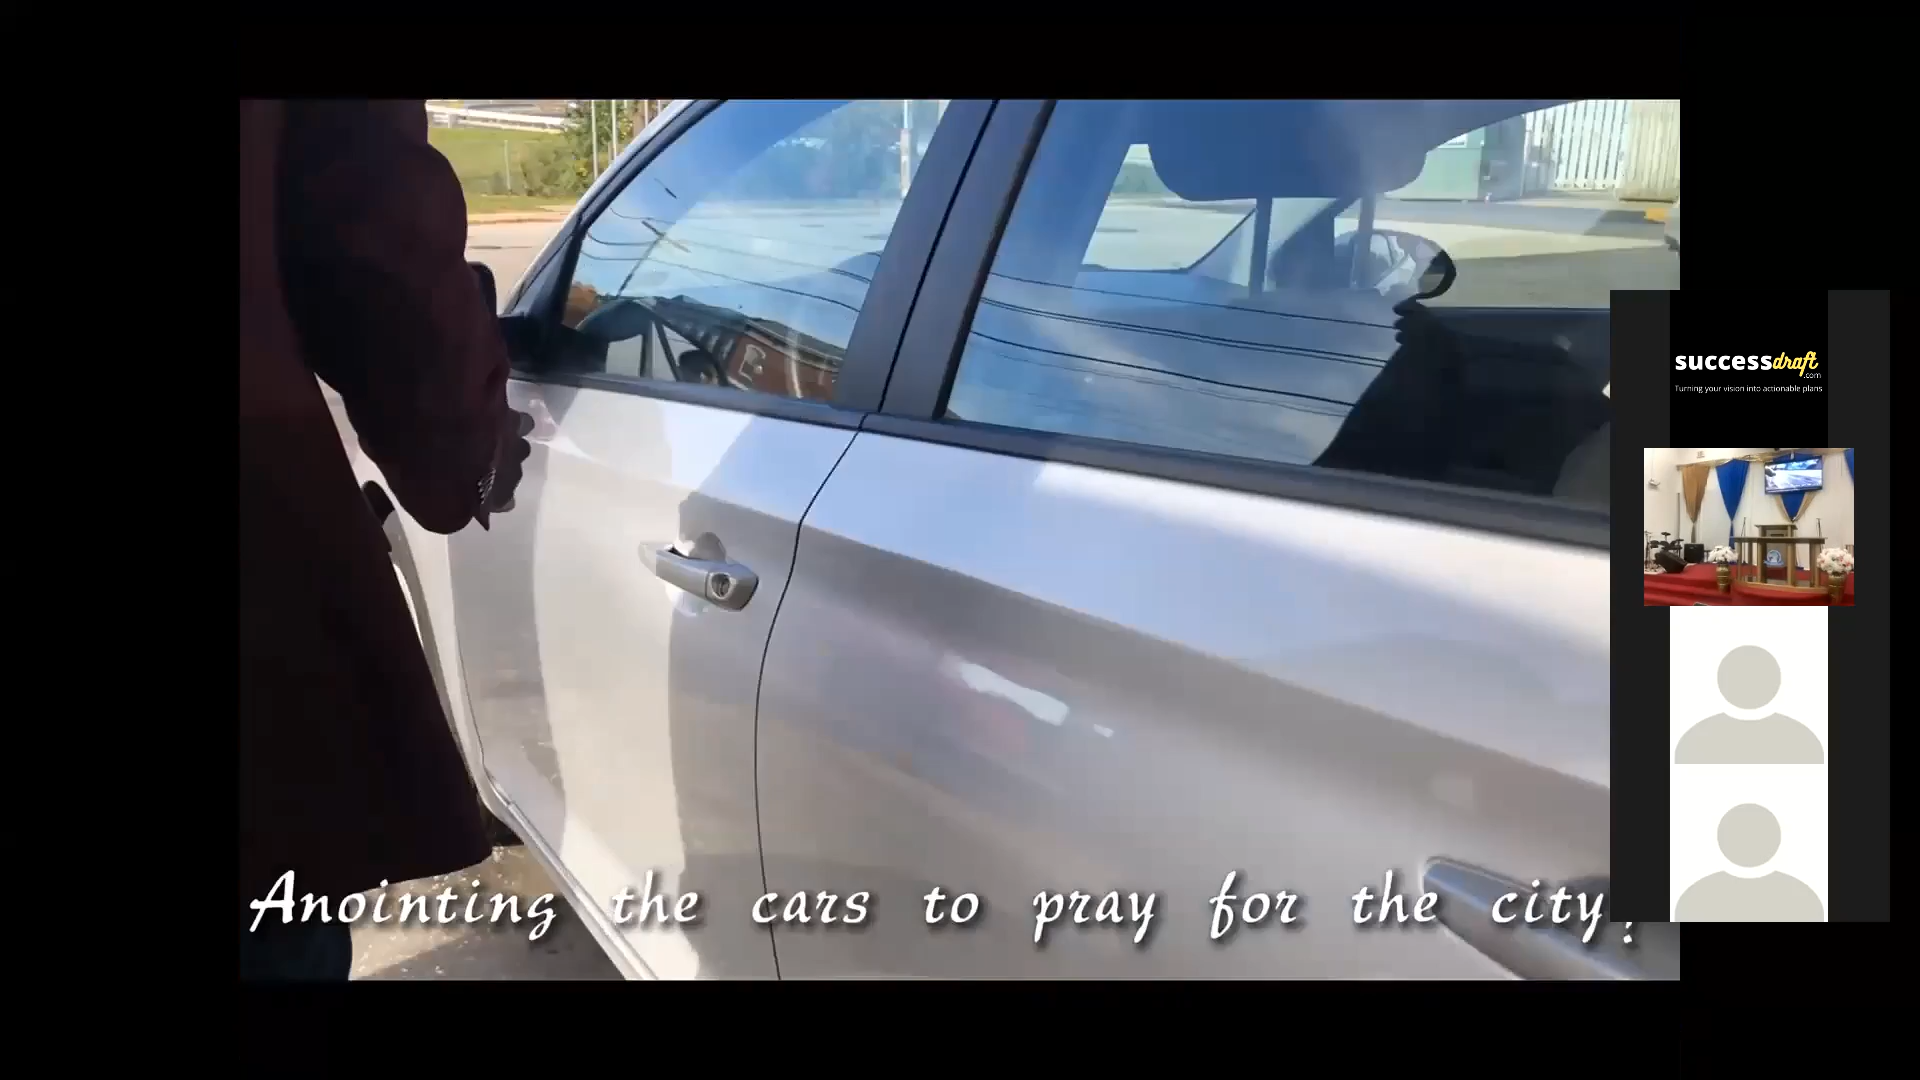 successdraft
.com
Turning your vision into actionable plans
Anointing the cars to pray for the city!